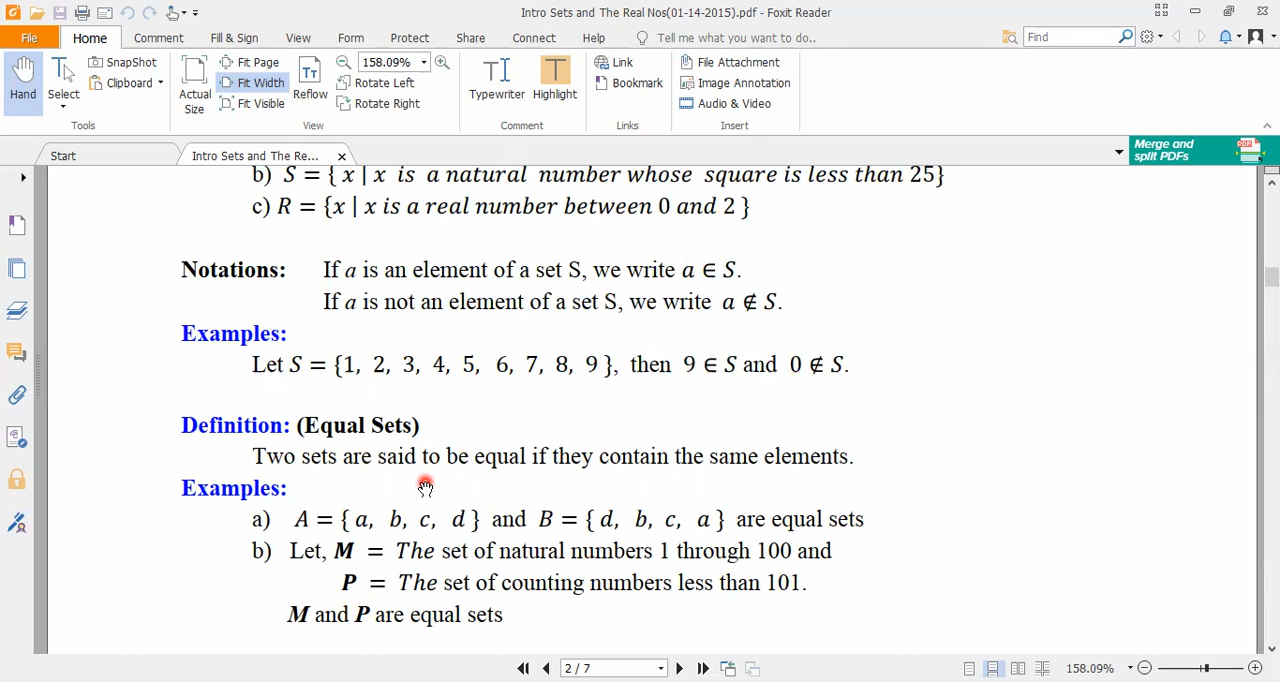 Intro Sets and The Real Nos(01-14-2015).pdf - Foxit Reader
File Home Comment Fill & Sign View Form Protect Share Connect Help Tell me what you want to do.. Find
Hand Select SnapShot Clipboard Actual Size Fit Page Fit Width Fit Visible Reflow 158.09% Rotate Left Rotate Right Typewriter Highlight Link Bookmark File Attachment Image Annotation Audio & Video
Tools View Comment Links Insert
Start Intro Sets and The Re... Merge and split PDFs PDF
b) S = { x | x is a natural number whose square is less than 25}
c) R = {x | x is a real number between 0 and 2 }
Notations: If a is an element of a set S, we write a ∈ S.
If a is not an element of a set S, we write a ∉ S.
Examples:
Let S = {1, 2, 3, 4, 5, 6, 7, 8, 9 }, then 9 ∈ S and 0 ∉ S.
Definition: (Equal Sets)
Two sets are said to be equal if they contain the same elements.
Examples:
a) A = { a, b, c, d } and B = { d, b, c, a } are equal sets
b) Let, M = The set of natural numbers 1 through 100 and
P = The set of counting numbers less than 101.
M and P are equal sets
2 / 7 158.09%